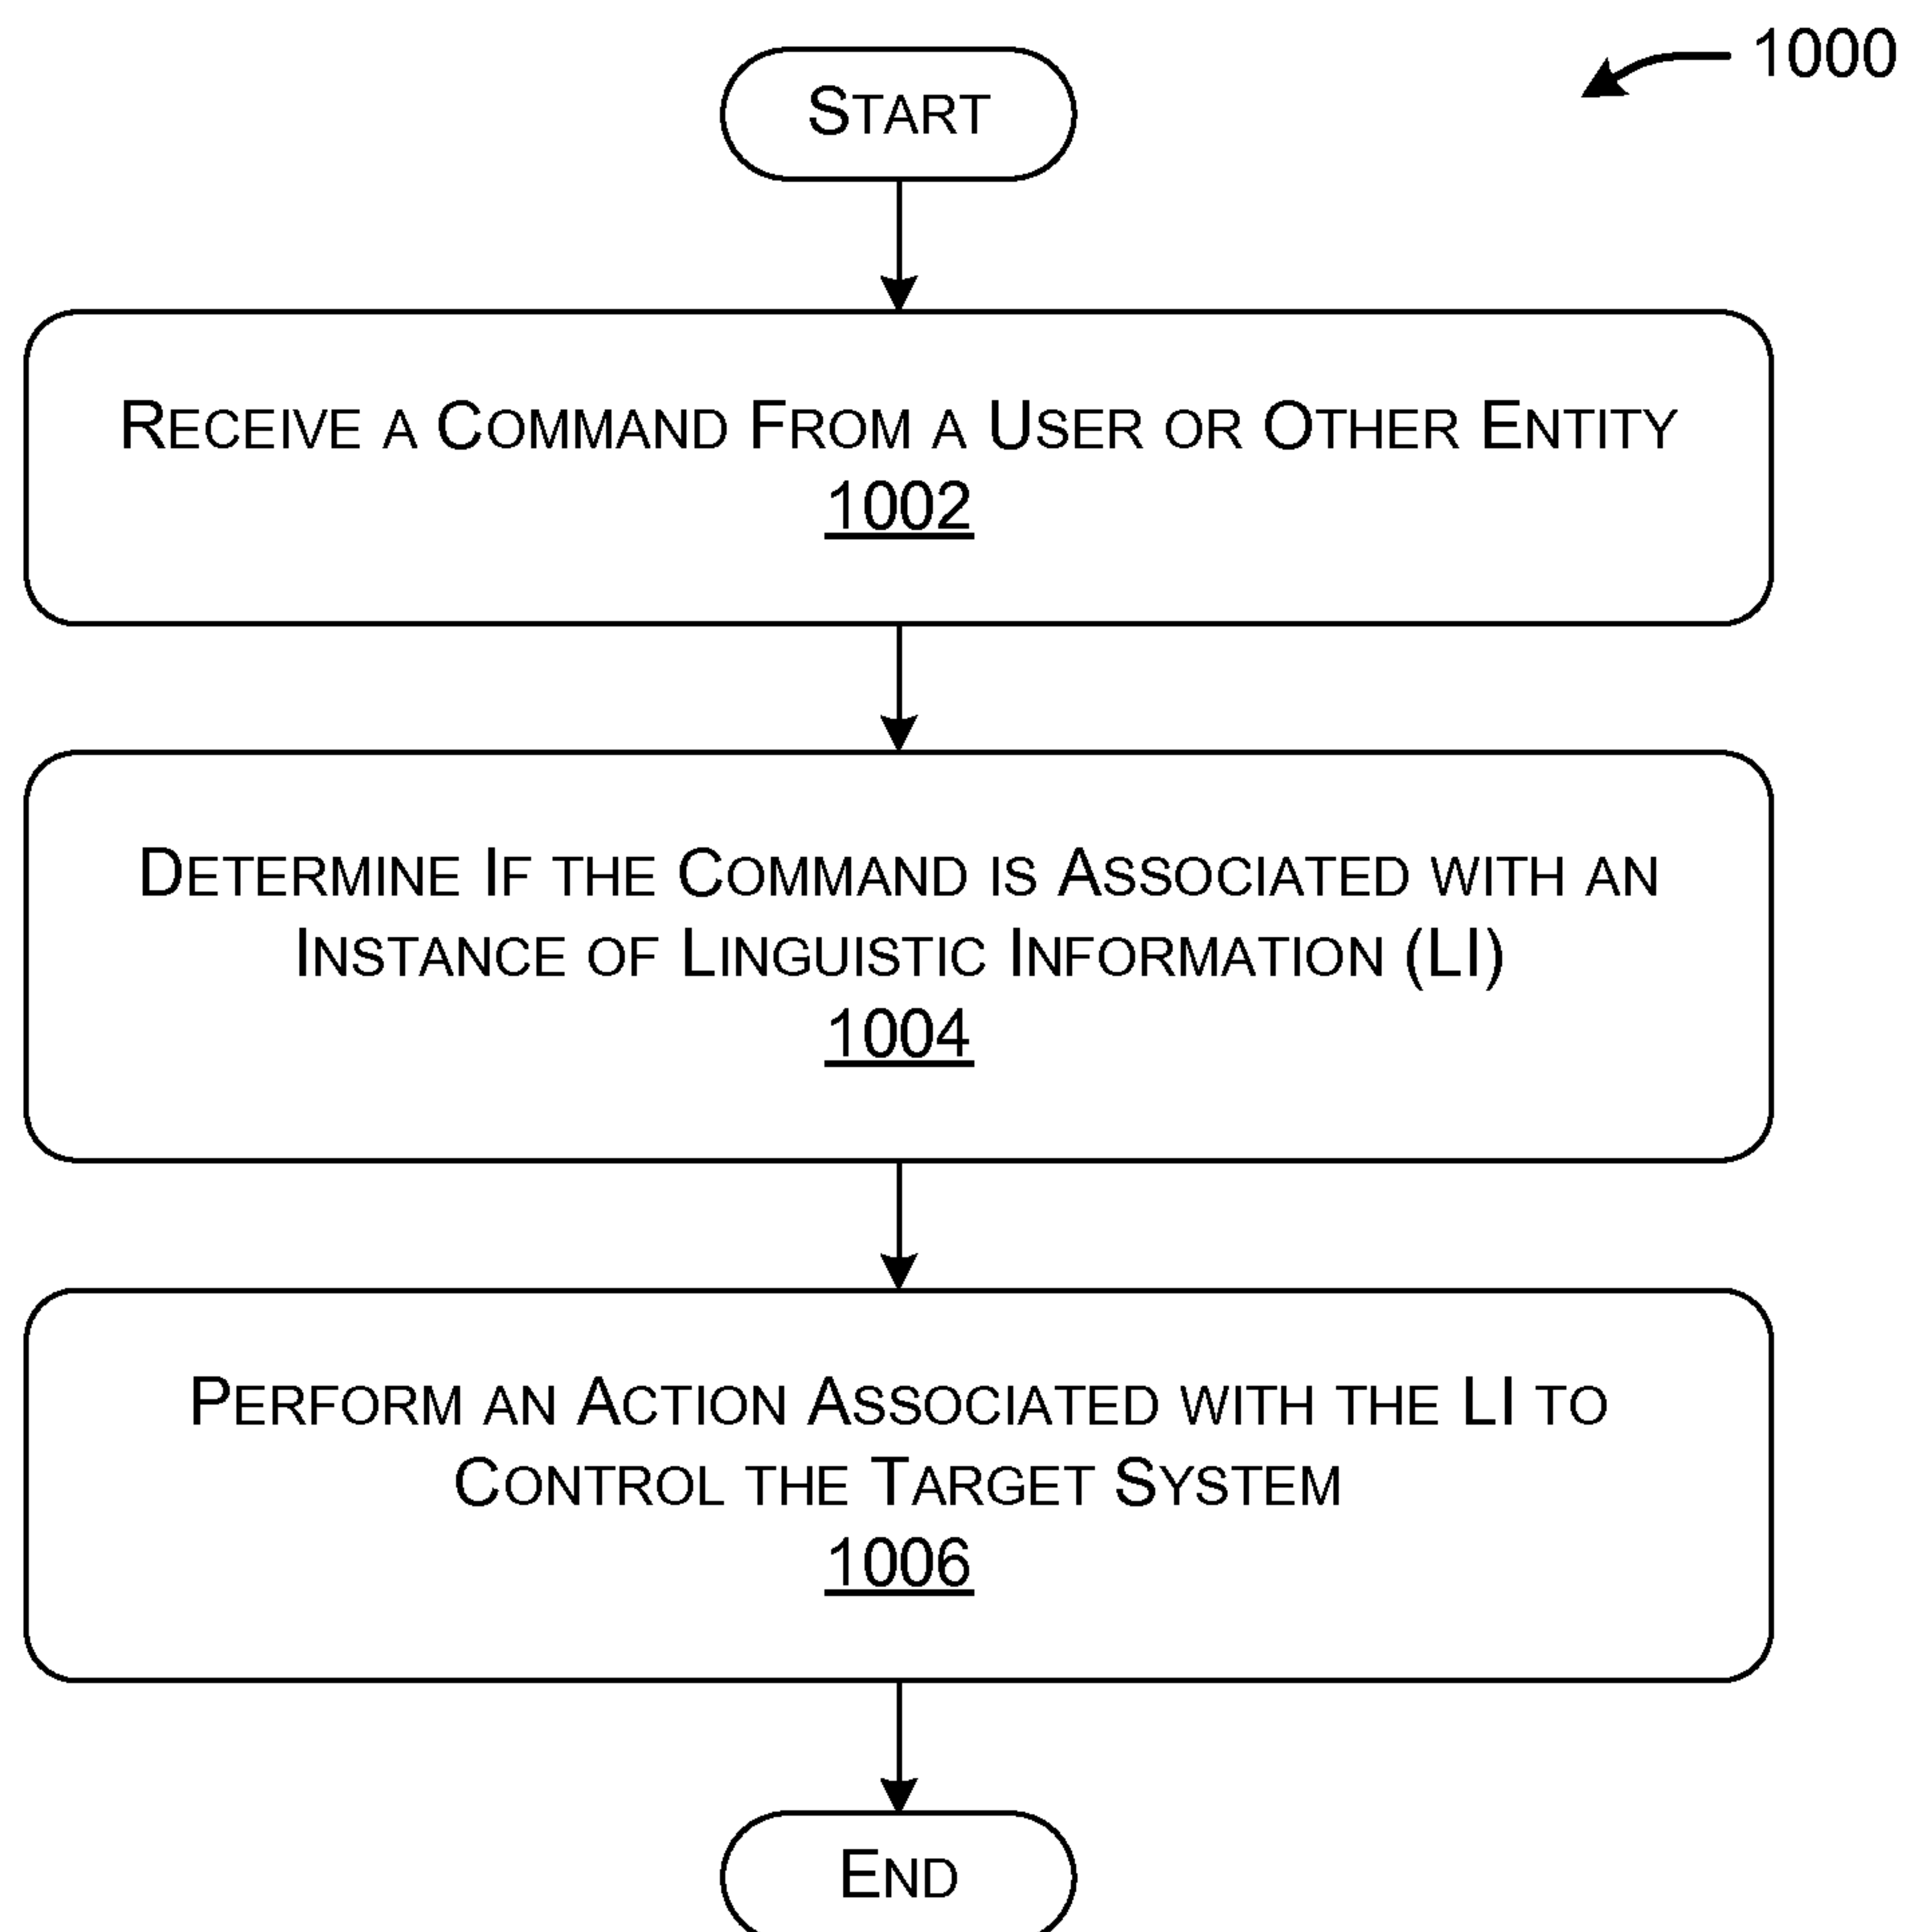 1000
START
RECEIVE A COMMAND FROM A USER OR OTHER ENTITY
1002
DETERMINE IF THE COMMAND IS ASSOCIATED WITH AN
INSTANCE OF LINGUISTIC INFORMATION (LI)
1004
PERFORM AN ACTION ASSOCIATED WITH THE LI TO
CONTROL THE TARGET SYSTEM
1006
END